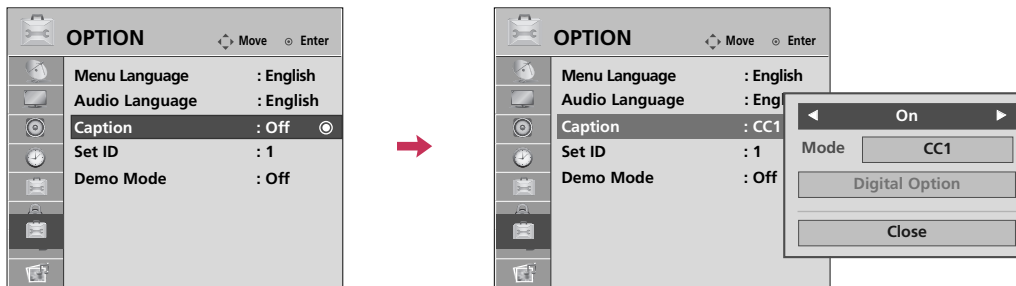 OPTION Move Enter
Menu Language : English
Audio Language : English
Caption : Off
Set ID : 1
Demo Mode : Off
OPTION Move Enter
Menu Language : English
Audio Language : Engl
Caption : CC1
Set ID : 1
Demo Mode : Off
On
Mode CC1
Digital Option
Close